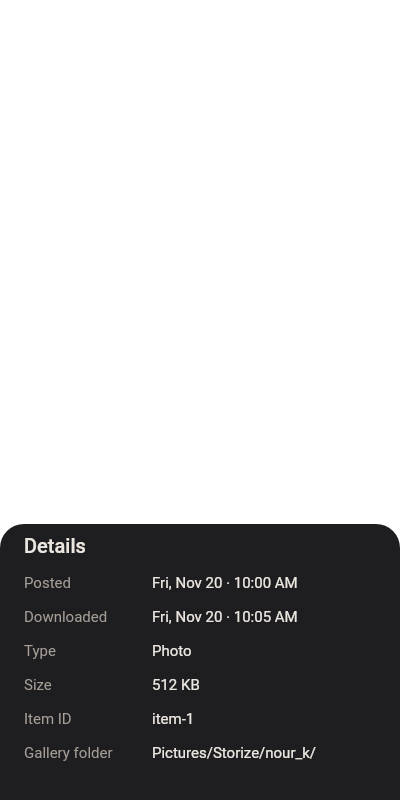 Details
Posted Fri, Nov 20 · 10:00 AM
Downloaded Fri, Nov 20 · 10:05 AM
Type Photo
Size 512 KB
Item ID item-1
Gallery folder Pictures/Storize/nour_k/